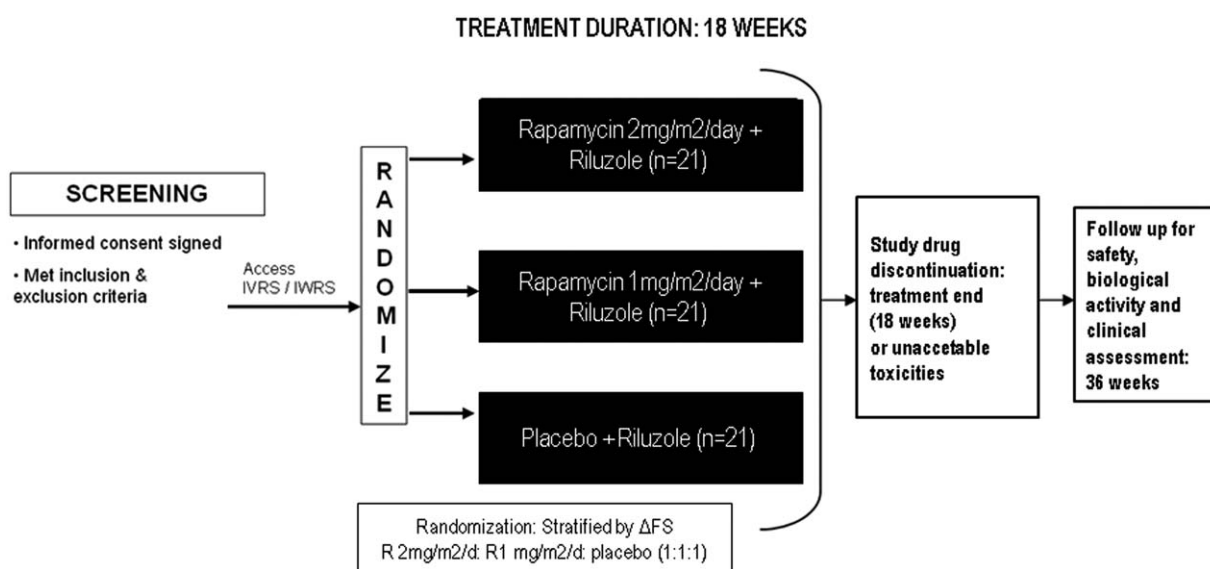 TREATMENT DURATION: 18 WEEKS
SCREENING
• Informed consent signed
• Met inclusion &
exclusion criteria
Access
IVRS / IWRS
RANDOMIZE
Rapamycin 2mg/m2/day +
Riluzole (n=21)
Rapamycin 1mg/m2/day +
Riluzole (n=21)
Placebo + Riluzole (n=21)
Randomization: Stratified by ΔFS
R 2mg/m2/d: R1 mg/m2/d: placebo (1:1:1)
Study drug
discontinuation:
treatment end
(18 weeks)
or unaccetable
toxicities
Follow up for
safety,
biological
activity and
clinical
assessment:
36 weeks